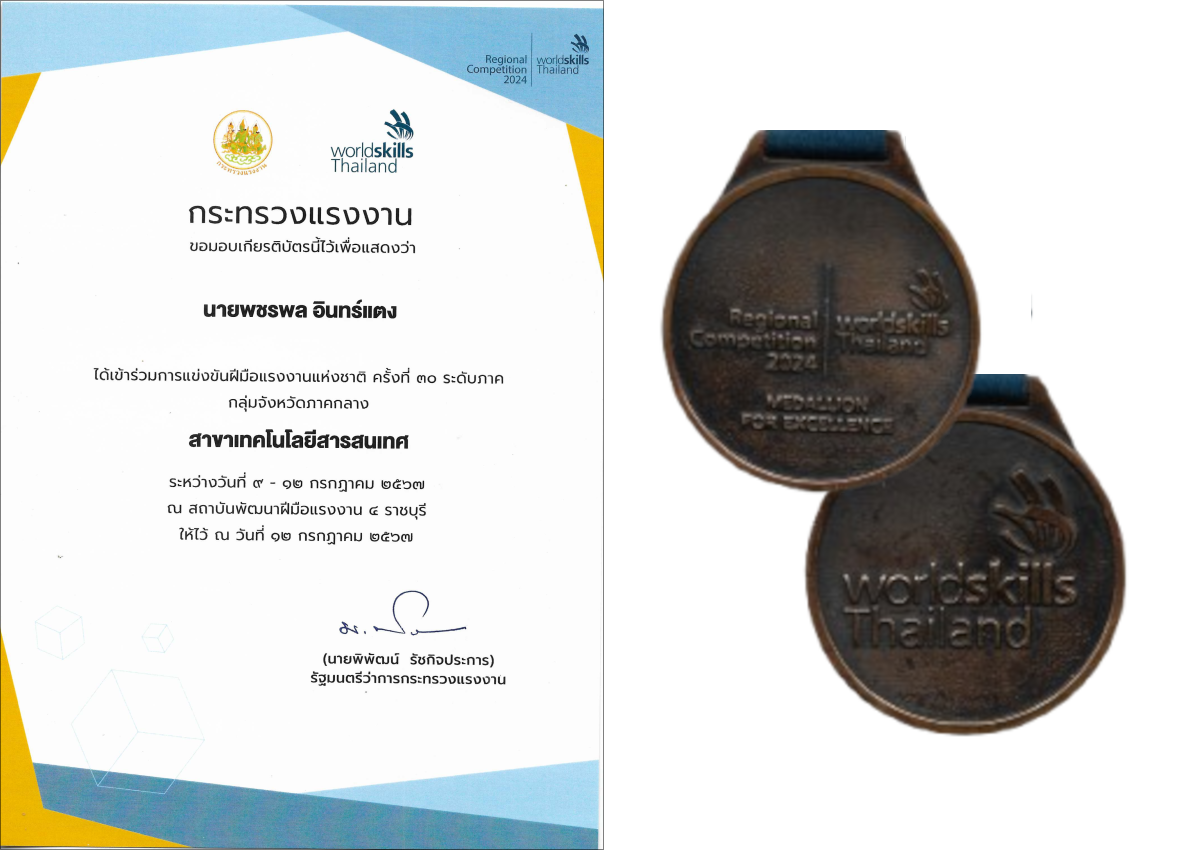 Regional
Competition
2024
worldskills
Thailand
กระทรวงแรงงาน
worldskills
Thailand
กระทรวงแรงงาน
ขอมอบเกียรติบัตรนี้ไว้เพื่อแสดงว่า
นายพชรพล อินทร์แตง
ได้เข้าร่วมการแข่งขันฝีมือแรงงานแห่งชาติ ครั้งที่ ๓๐ ระดับภาค
กลุ่มจังหวัดภาคกลาง
สาขาเทคโนโลยีสารสนเทศ
ระหว่างวันที่ ๙ - ๑๒ กรกฎาคม ๒๕๖๗
ณ สถาบันพัฒนาฝีมือแรงงาน ๔ ราชบุรี
ให้ไว้ ณ วันที่ ๑๒ กรกฎาคม ๒๕๖๗
(นายพิพัฒน์ รัชกิจประการ)
รัฐมนตรีว่าการกระทรวงแรงงาน
Regional
Competition
2024
worldskills
Thailand
MEDALLION
FOR EXCELLENCE
worldskills
Thailand